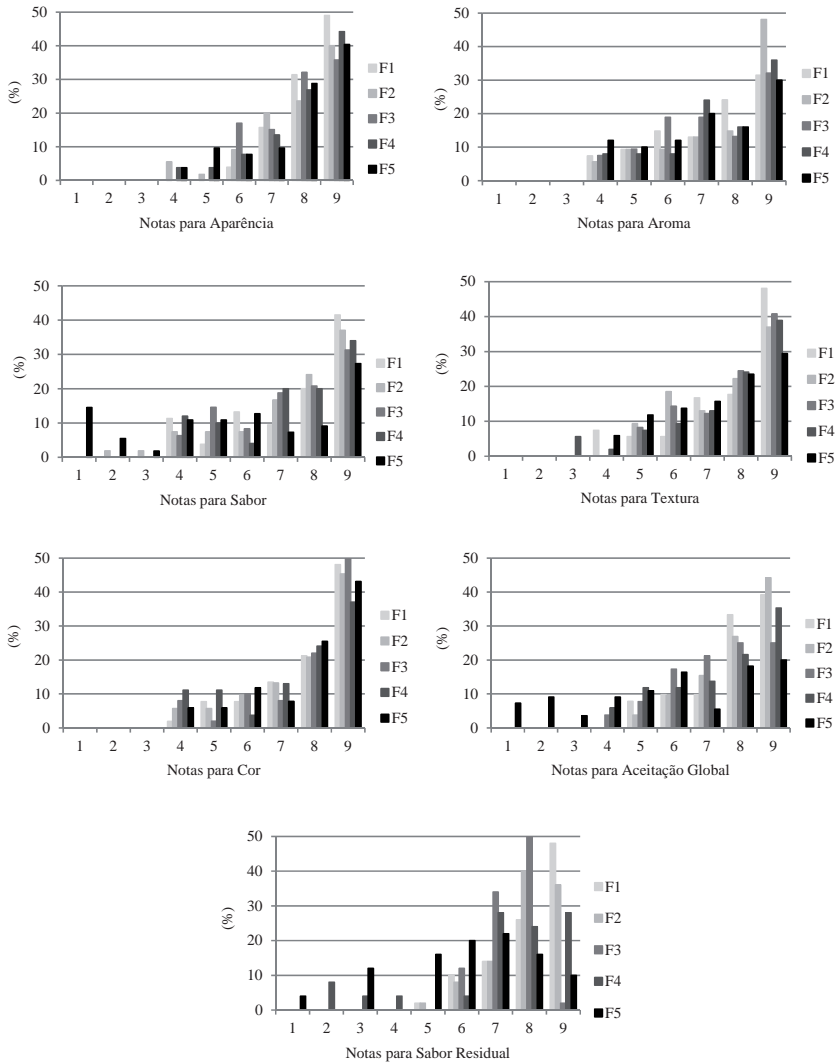 50
40
30
20
10
0
(%)
1 2 3 4 5 6 7 8 9
Notas para Aparência
F1
F2
F3
F4
F5
50
40
30
20
10
0
(%)
1 2 3 4 5 6 7 8 9
Notas para Aroma
F1
F2
F3
F4
F5
50
40
30
20
10
0
(%)
1 2 3 4 5 6 7 8 9
Notas para Sabor
F1
F2
F3
F4
F5
50
40
30
20
10
0
(%)
1 2 3 4 5 6 7 8 9
Notas para Textura
F1
F2
F3
F4
F5
50
40
30
20
10
0
(%)
1 2 3 4 5 6 7 8 9
Notas para Cor
F1
F2
F3
F4
F5
50
40
30
20
10
0
(%)
1 2 3 4 5 6 7 8 9
Notas para Aceitação Global
F1
F2
F3
F4
F5
50
40
30
20
10
0
(%)
1 2 3 4 5 6 7 8 9
Notas para Sabor Residual
F1
F2
F3
F4
F5